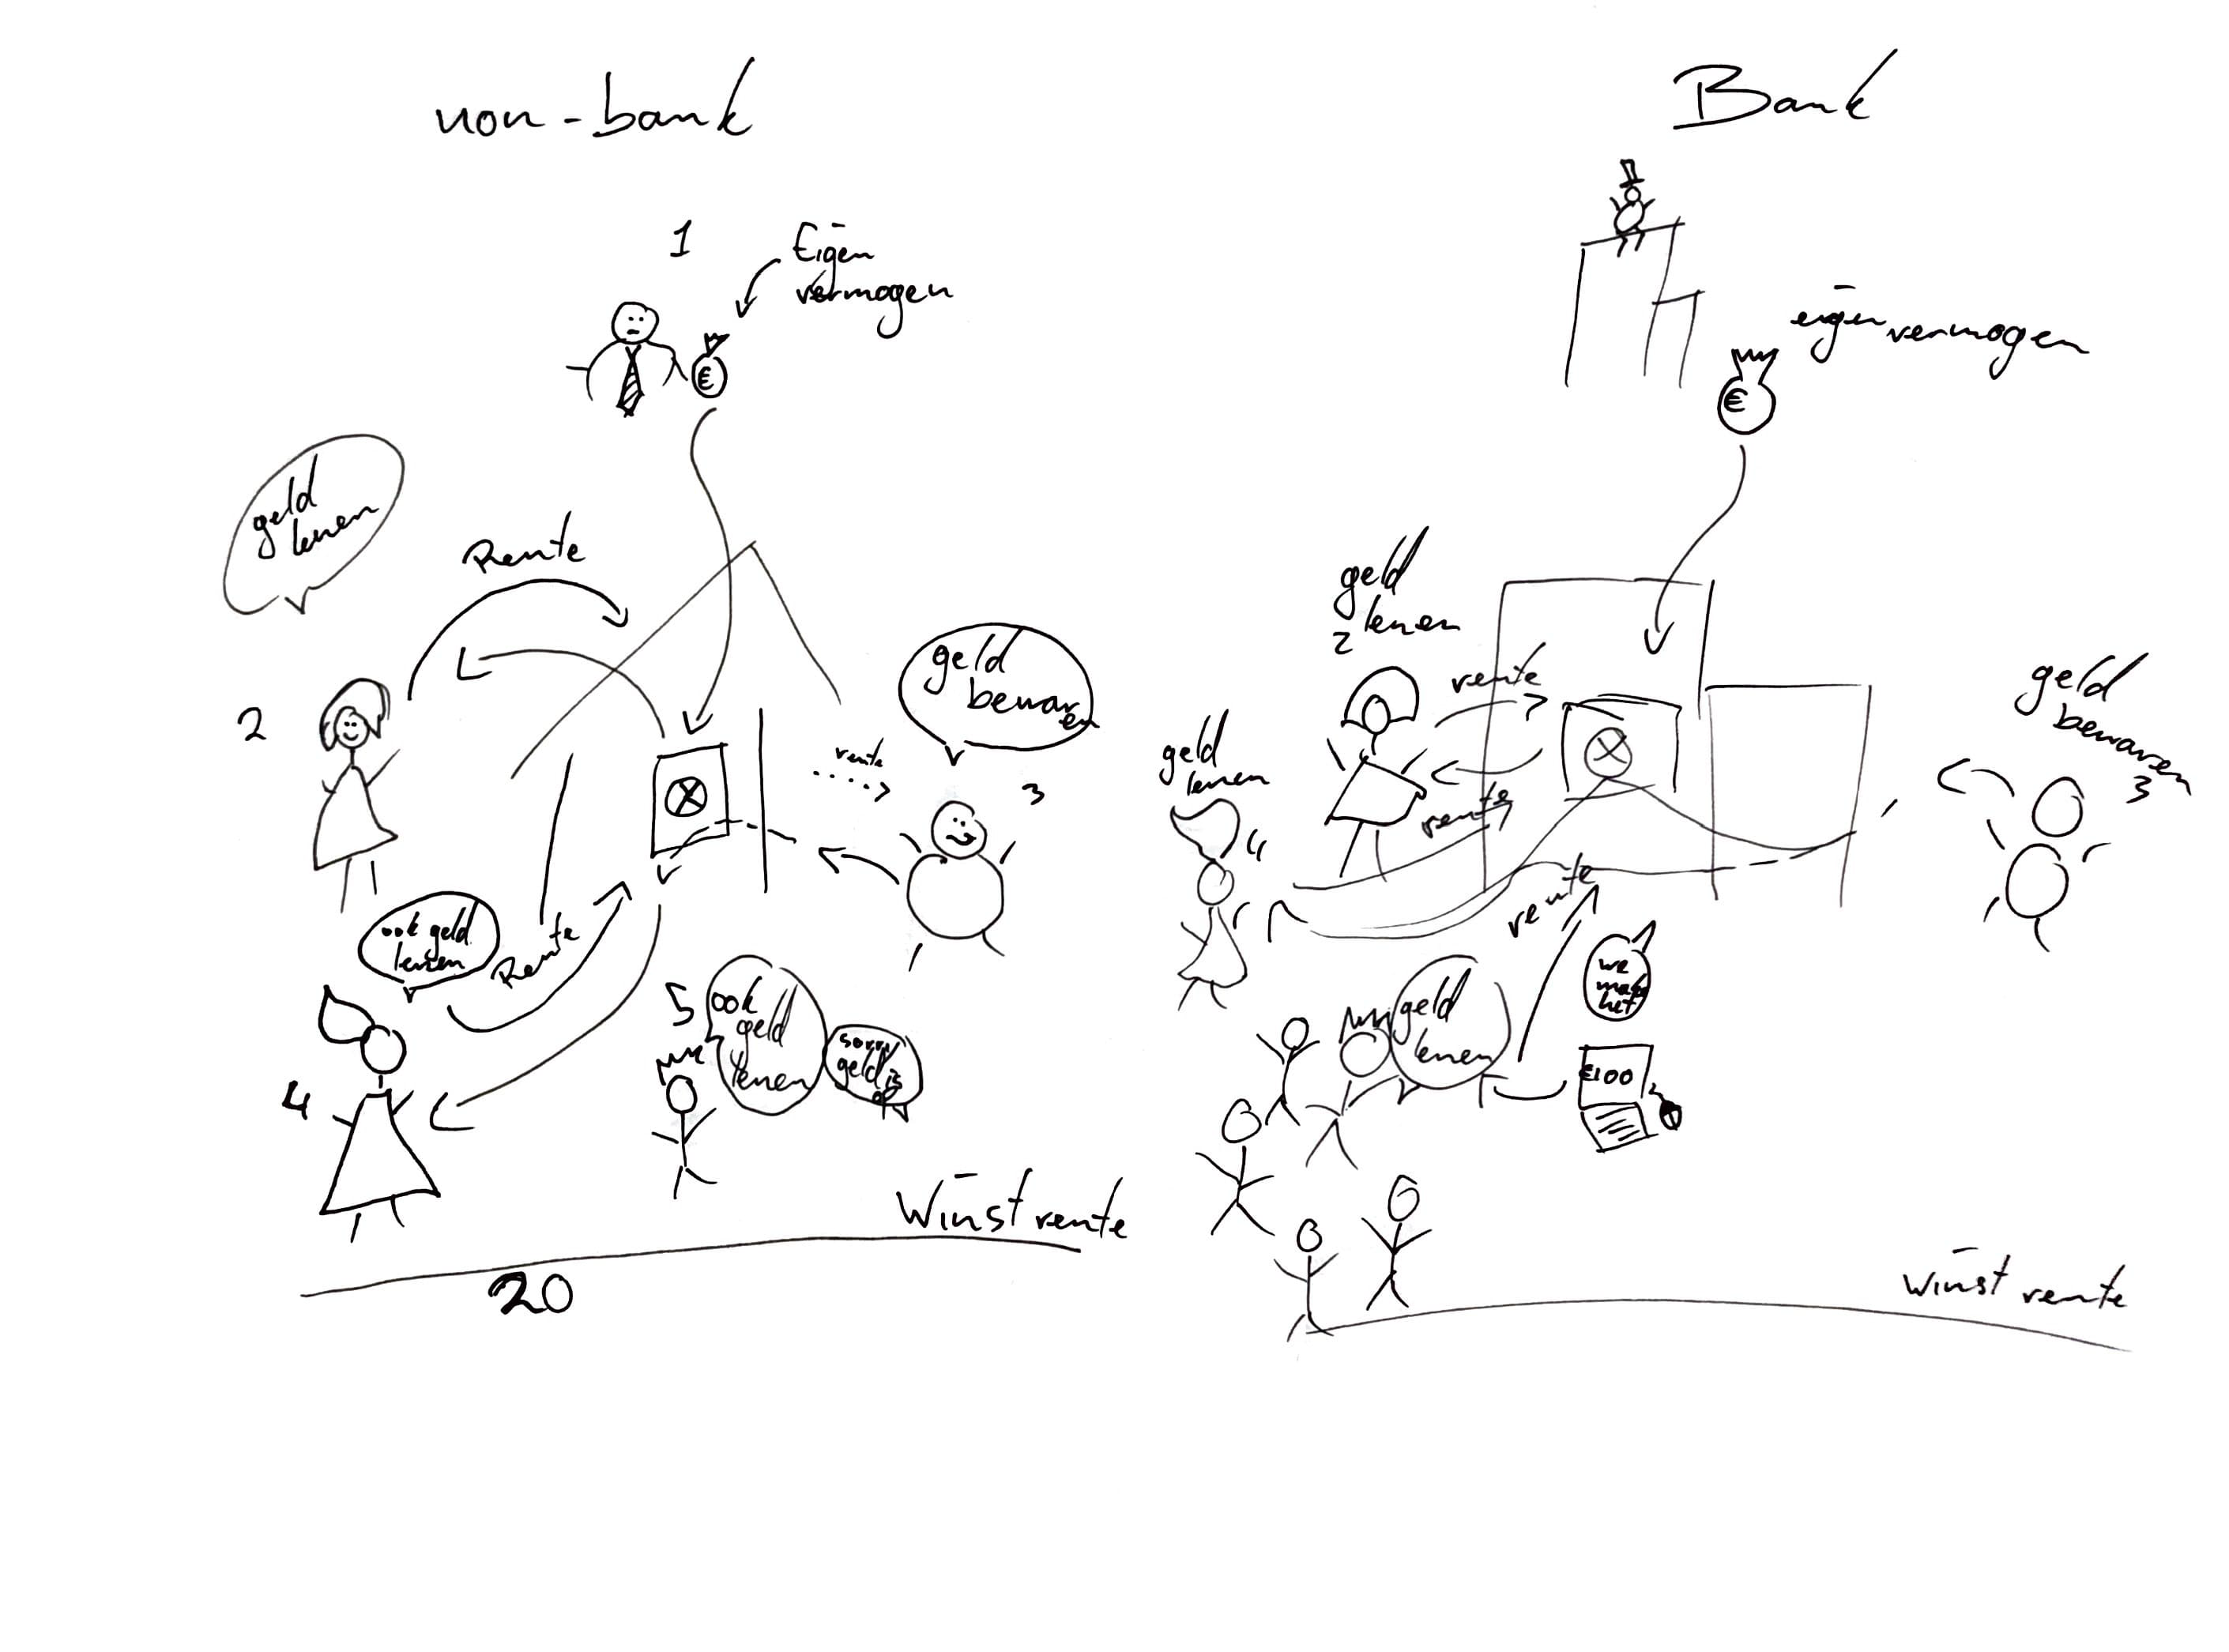 non-bank
1
Eigen
vermogen
€
geld
lenen
Rente
2
geld
bewar
en
rente
3
ook geld
lenen
Rente
4
5
ook
geld
lenen
sorry
geld is
op
Winst rente
20
Bank
eigen vermogen
€
geld
lenen
2
rente
geld
bewaren
3
geld
lenen
4
rente
rente
geld
lenen
we
maken
het
€100
winst rente